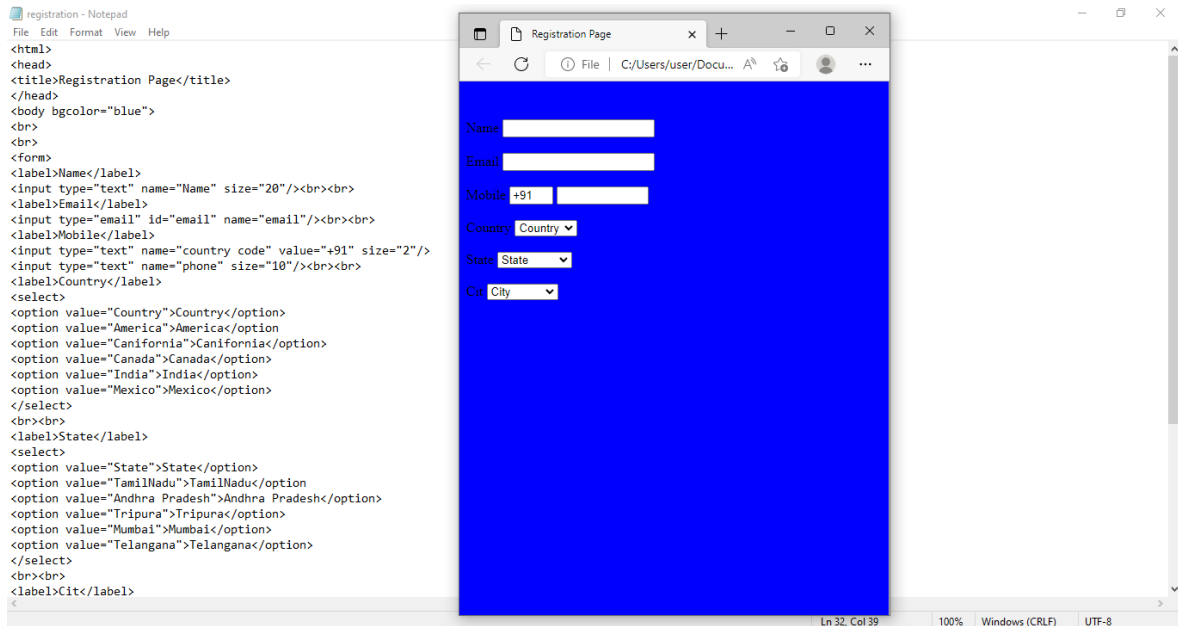 registration - Notepad
File Edit Format View Help
<html>
<head>
<title>Registration Page</title>
</head>
<body bgcolor="blue">
<br>
<br>
<form>
<label>Name</label>
<input type="text" name="Name" size="20"/><br><br>
<label>Email</label>
<input type="email" id="email" name="email"/><br><br>
<label>Mobile</label>
<input type="text" name="country code" value="+91" size="2"/>
<input type="text" name="phone" size="10"/><br><br>
<label>Country</label>
<select>
<option value="Country">Country</option>
<option value="America">America</option
<option value="Canifornia">Canifornia</option>
<option value="Canada">Canada</option>
<option value="India">India</option>
<option value="Mexico">Mexico</option>
</select>
<br><br>
<label>State</label>
<select>
<option value="State">State</option>
<option value="TamilNadu">TamilNadu</option
<option value="Andhra Pradesh">Andhra Pradesh</option>
<option value="Tripura">Tripura</option>
<option value="Mumbai">Mumbai</option>
<option value="Telangana">Telangana</option>
</select>
<br><br>
<label>Cit</label>
Registration Page
File C:/Users/user/Docu...
Name
Email
Mobile +91
Country Country
State State
Cit City
Ln 32, Col 39 100% Windows (CRLF) UTF-8